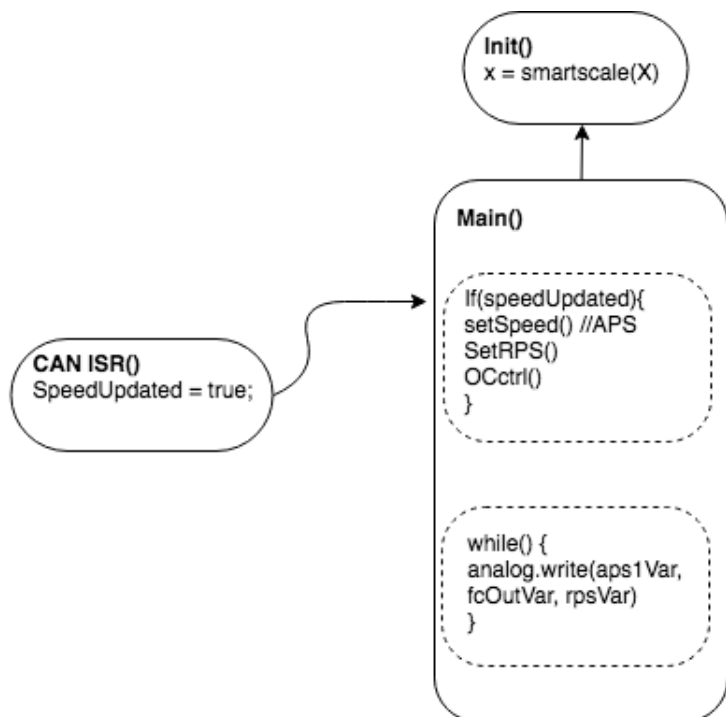 Init()
x = smartscale(X)
Main()
If(speedUpdated){
setSpeed() //APS
SetRPS()
OCctrl()
}
CAN ISR()
SpeedUpdated = true;
while() {
analog.write(aps1Var,
fcOutVar, rpsVar)
}